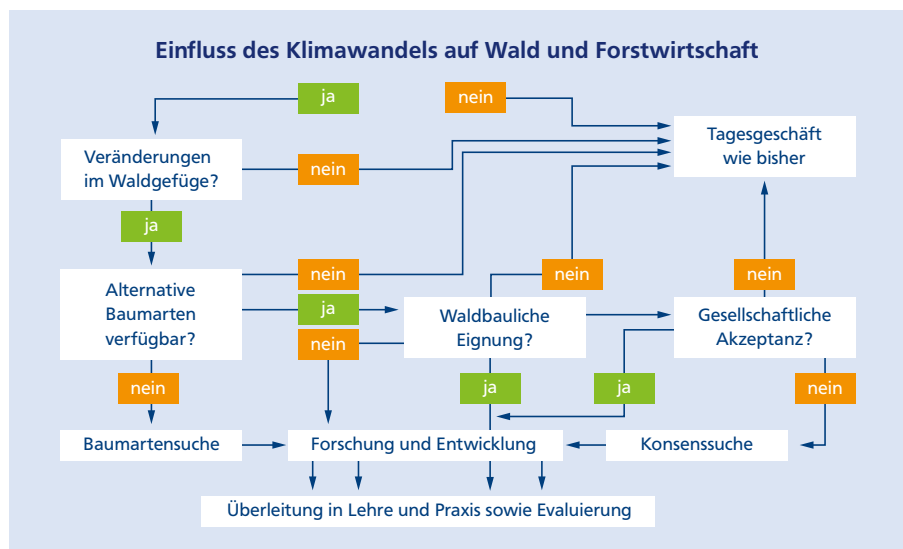 Einfluss des Klimawandels auf Wald und Forstwirtschaft
ja
nein
Veränderungen
im Waldgefüge?
nein
Tagesgeschäft
wie bisher
ja
Alternative
Baumarten
verfügbar?
nein
ja
nein
nein
Waldbauliche
Eignung?
nein
Gesellschaftliche
Akzeptanz?
nein
ja
ja
nein
Baumartensuche
Forschung und Entwicklung
Konsenssuche
Überleitung in Lehre und Praxis sowie Evaluierung